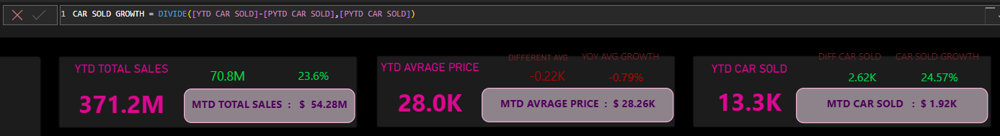 1 CAR SOLD GROWTH = DIVIDE([YTD CAR SOLD]-[PYTD CAR SOLD],[PYTD CAR SOLD])
YTD TOTAL SALES
70.8M
23.6%
371.2M
MTD TOTAL SALES : $ 54.28M
YTD AVRAGE PRICE
DIFFERENT AVG
YOY AVG GROWTH
-0.22K
-0.79%
28.0K
MTD AVRAGE PRICE : $ 28.26K
YTD CAR SOLD
DIFF CAR SOLD
CAR SOLD GROWTH
2.62K
24.57%
13.3K
MTD CAR SOLD : $ 1.92K